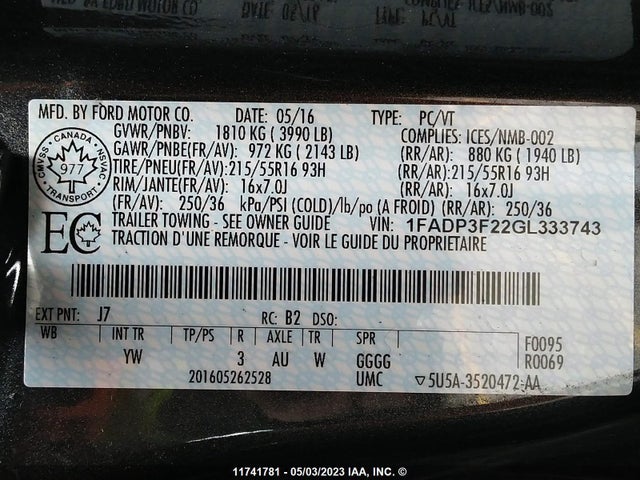 MFD. BY FORD MOTOR CO. DATE: 05/16 TYPE: PC/VT
GVWR/PNBV: 1810 KG ( 3990 LB) COMPLIES: ICES/NMB-002
GAWR/PNBE(FR/AV): 972 KG ( 2143 LB) (RR/AR): 880 KG ( 1940 LB)
TIRE/PNEU(FR/AV): 215/55R16 93H (RR/AR): 215/55R16 93H
RIM/JANTE(FR/AV): 16x7.0J (RR/AR): 16x7.0J
(FR/AV): 250/36 kPa/PSI (COLD)/lb/po (A FROID) (RR/AR): 250/36
TRAILER TOWING - SEE OWNER GUIDE VIN: 1FADP3F22GL333743
TRACTION D'UNE REMORQUE - VOIR LE GUIDE DU PROPRIETAIRE
CANADA
CMVSS NSVAC
977
TRANSPORT
EC
EXT PNT: J7 RC: B2 DSO:
WB INT TR TP/PS R AXLE TR SPR F0095
YW 3 AU W GGGG R0069
201605262528 UMC ▽5U5A-3520472-AA
11741781 - 05/03/2023 IAA, INC. ©